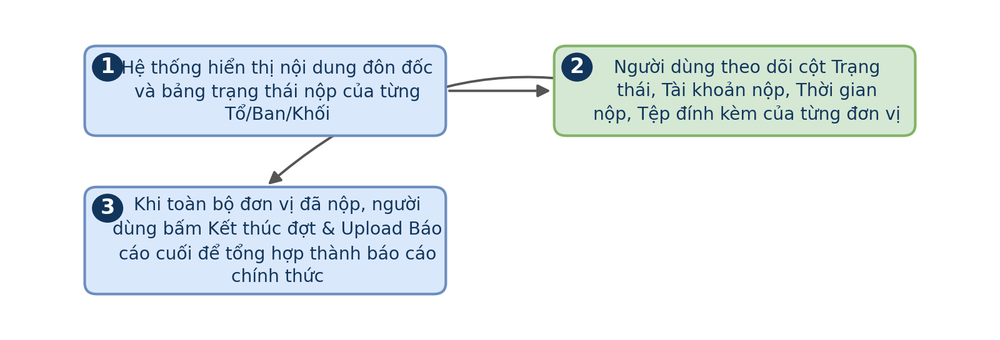 1
Hệ thống hiển thị nội dung đôn đốc
và bảng trạng thái nộp của từng
Tổ/Ban/Khối
2
Người dùng theo dõi cột Trạng
thái, Tài khoản nộp, Thời gian
nộp, Tệp đính kèm của từng đơn vị
3
Khi toàn bộ đơn vị đã nộp, người
dùng bấm Kết thúc đợt & Upload Báo
cáo cuối để tổng hợp thành báo cáo
chính thức